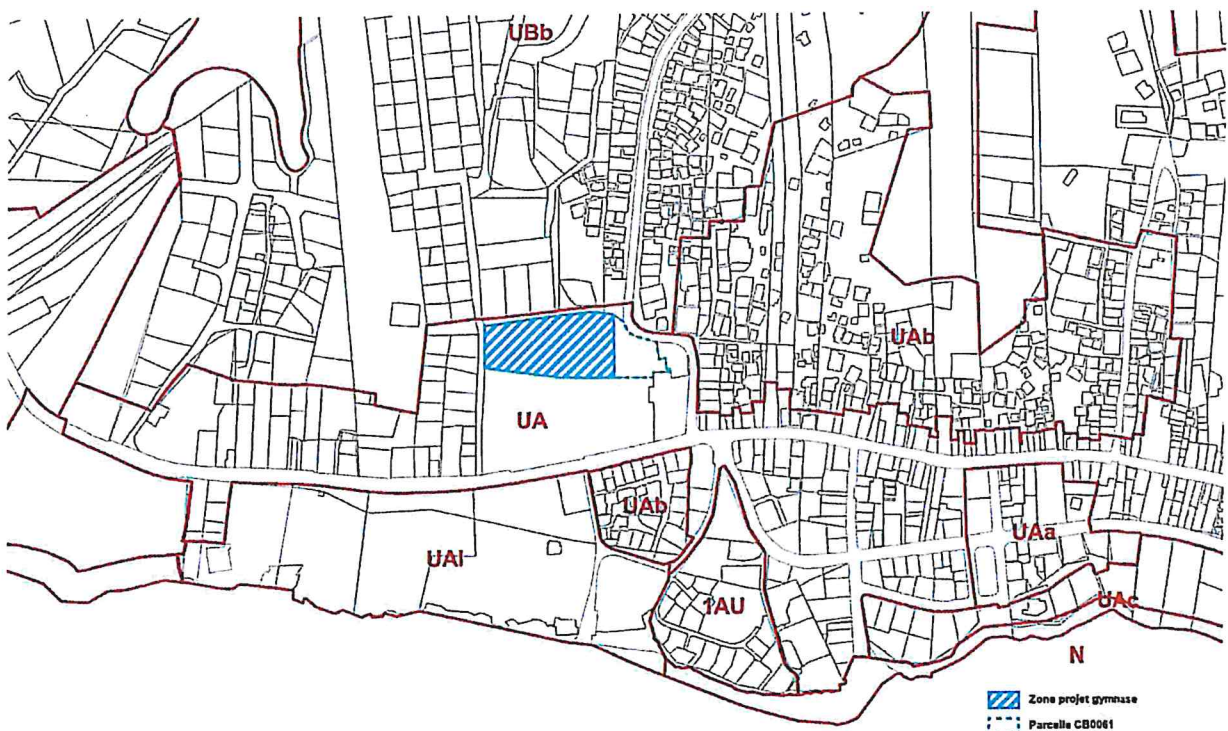 UBb
UAb
UA
UAb
UAa
UAl
1AU
UAc
N
Zone projet gymnase
Parcelle CB0061